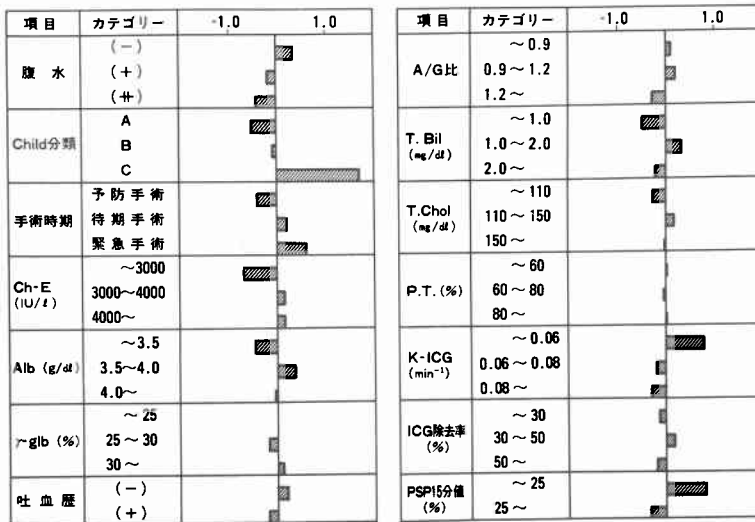 項目 カテゴリー -1.0 1.0
腹水
(-)
(+)
(⧺)
Child分類
A
B
C
手術時期
予防手術
待期手術
緊急手術
Ch-E
(IU/ℓ)
~3000
3000~4000
4000~
Alb (g/dℓ)
~3.5
3.5~4.0
4.0~
γ-glb (%)
~25
25~30
30~
吐血歴
(-)
(+)
項目 カテゴリー -1.0 1.0
A/G比
~0.9
0.9~1.2
1.2~
T. Bil
(mg/dℓ)
~1.0
1.0~2.0
2.0~
T.Chol
(mg/dℓ)
~110
110~150
150~
P.T. (%)
~60
60~80
80~
K-ICG
(min⁻¹)
~0.06
0.06~0.08
0.08~
ICG除去率
(%)
~30
30~50
50~
PSP15分値
(%)
~25
25~